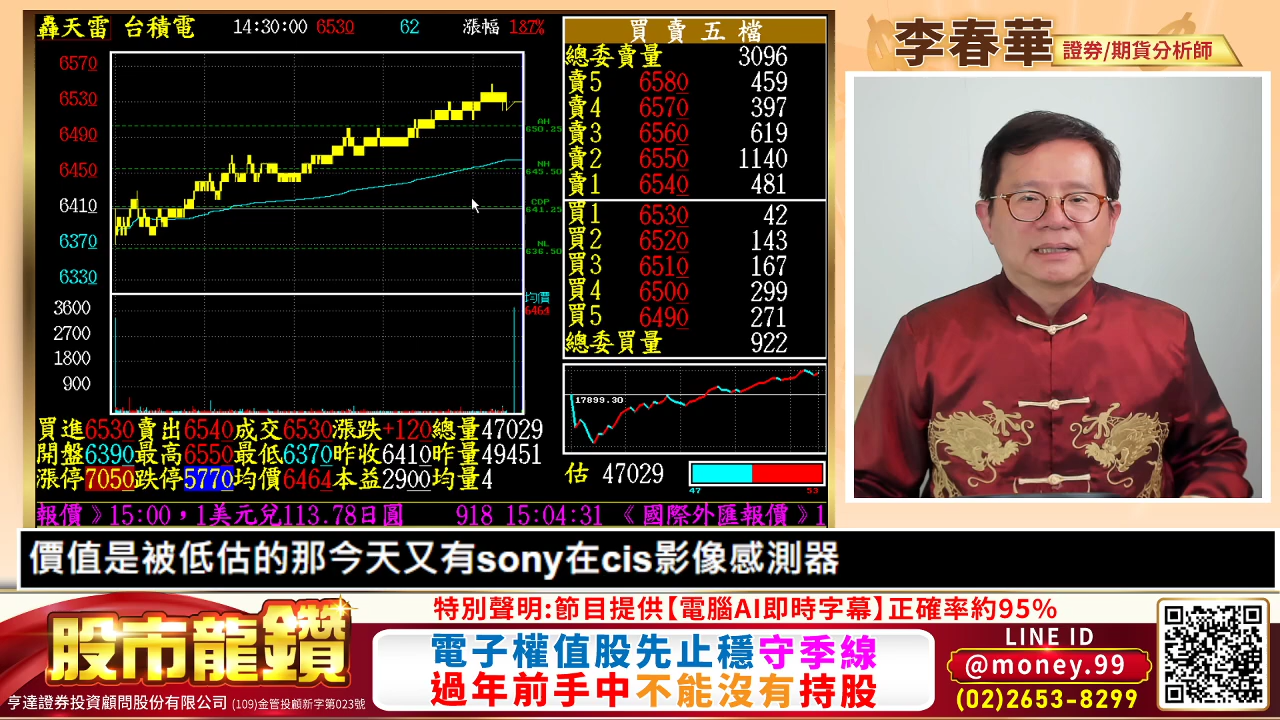 轟天雷 台積電 14:30:00 6530 62 漲幅 1.87%
6570
6530
6490
6450
6410
6370
6330
3600
2700
1800
900
AH
650.25
NH
645.50
CDP
641.25
NL
636.50
均價
6464
買賣五檔
總委賣量 3096
賣5 6580 459
賣4 6570 397
賣3 6560 619
賣2 6550 1140
賣1 6540 481
買1 6530 42
買2 6520 143
買3 6510 167
買4 6500 299
買5 6490 271
總委買量 922
17899.30
估 47029
47 53
買進6530賣出6540成交6530漲跌+120總量47029
開盤6390最高6550最低6370昨收6410昨量49451
漲停7050跌停5770均價6464本益2900均量4
報價》15:00，1美元兌113.78日圓 918 15:04:31 《國際外匯報價》1
李春華 證券/期貨分析師
價值是被低估的那今天又有sony在cis影像感測器
股市龍鑽
亨達證券投資顧問股份有限公司 (109)金管投顧新字第023號
特別聲明:節目提供【電腦AI即時字幕】正確率約95%
電子權值股先止穩守季線
過年前手中不能沒有持股
LINE ID
@money.99
(02)2653-8299